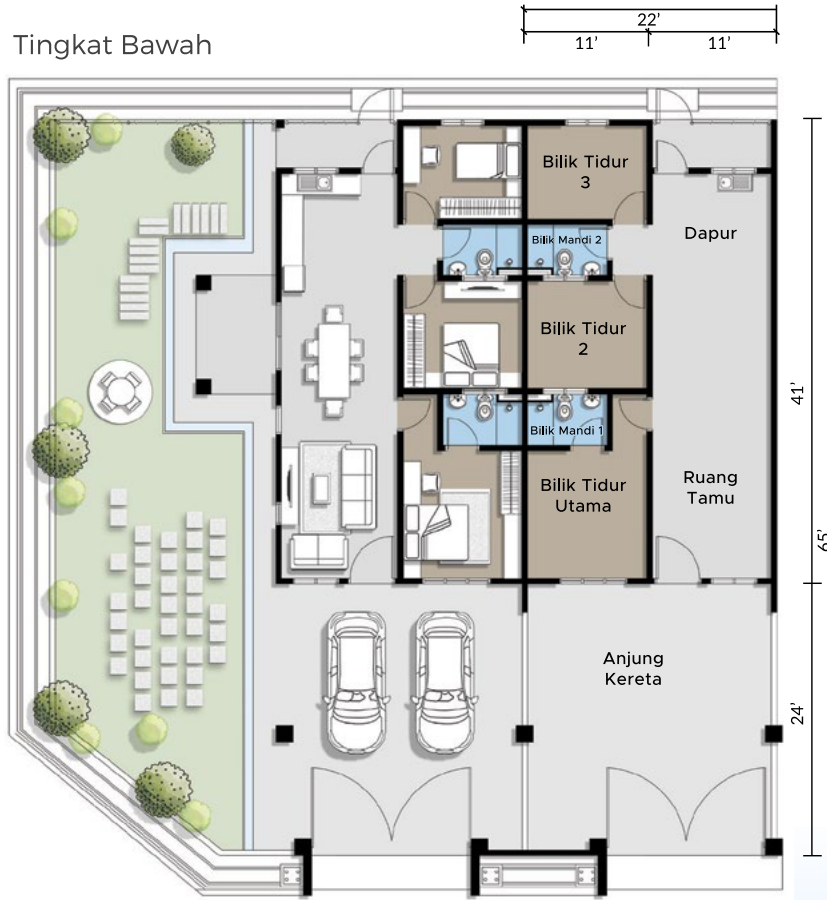 Tingkat Bawah
22'
11'
11'
Bilik Tidur
3
Bilik Mandi 2
Dapur
Bilik Tidur
2
41'
Bilik Mandi 1
Bilik Tidur
Utama
Ruang
Tamu
65'
Anjung
Kereta
24'